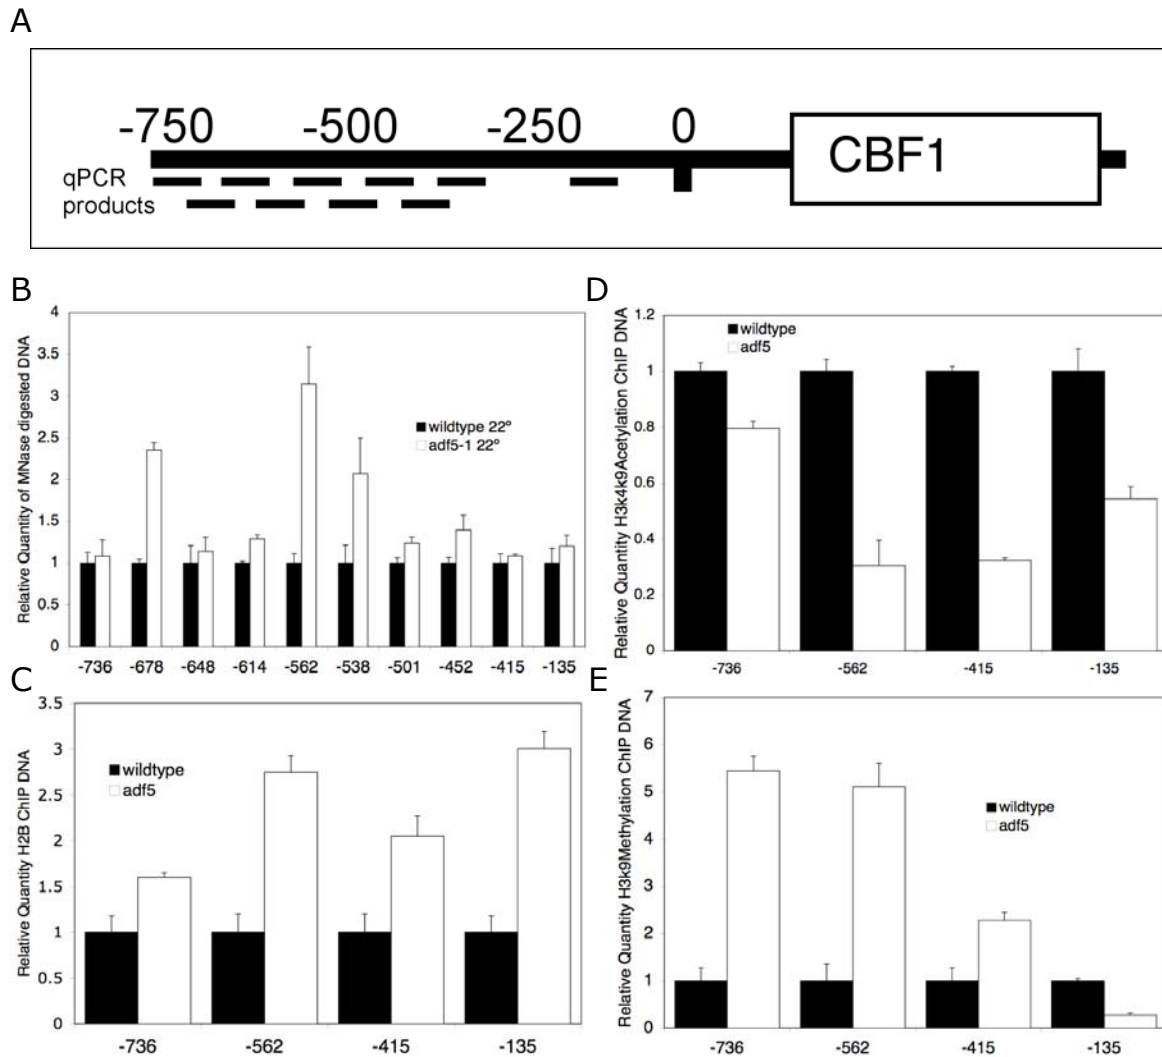 A
-750 -500 -250 0
CBF1
qPCR
products
B
Relative Quantity of MNase digested DNA
4
3.5
3
2.5
2
1.5
1
0.5
0
wildtype 22°
adf5-1 22°
-736 -678 -648 -614 -562 -538 -501 -452 -415 -135
C
Relative Quantity H2B ChIP DNA
3.5
3
2.5
2
1.5
1
0.5
0
wildtype
adf5
-736 -562 -415 -135
D
Relative Quantity H3k4k9Acetylation ChIP DNA
1.2
1
0.8
0.6
0.4
0.2
0
wildtype
adf5
-736 -562 -415 -135
E
Relative Quantity H3k9Methylation ChIP DNA
7
6
5
4
3
2
1
0
wildtype
adf5
-736 -562 -415 -135